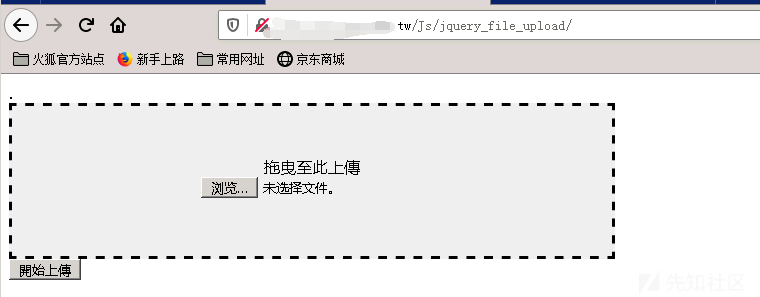 tw/Js/jquery_file_upload/
火狐官方站点 新手上路 常用网址 京东商城
.
拖曳至此上傳
浏览... 未选择文件。
開始上傳
先知社区